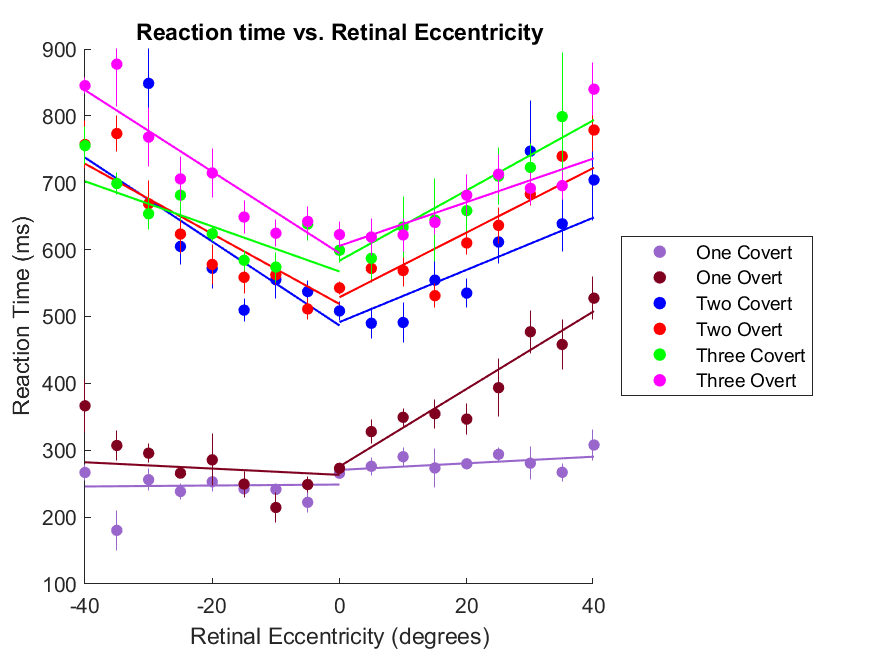 Reaction time vs. Retinal Eccentricity
900
800
700
600
500
400
300
200
100
Reaction Time (ms)
-40
-20
0
20
40
Retinal Eccentricity (degrees)
One Covert
One Overt
Two Covert
Two Overt
Three Covert
Three Overt